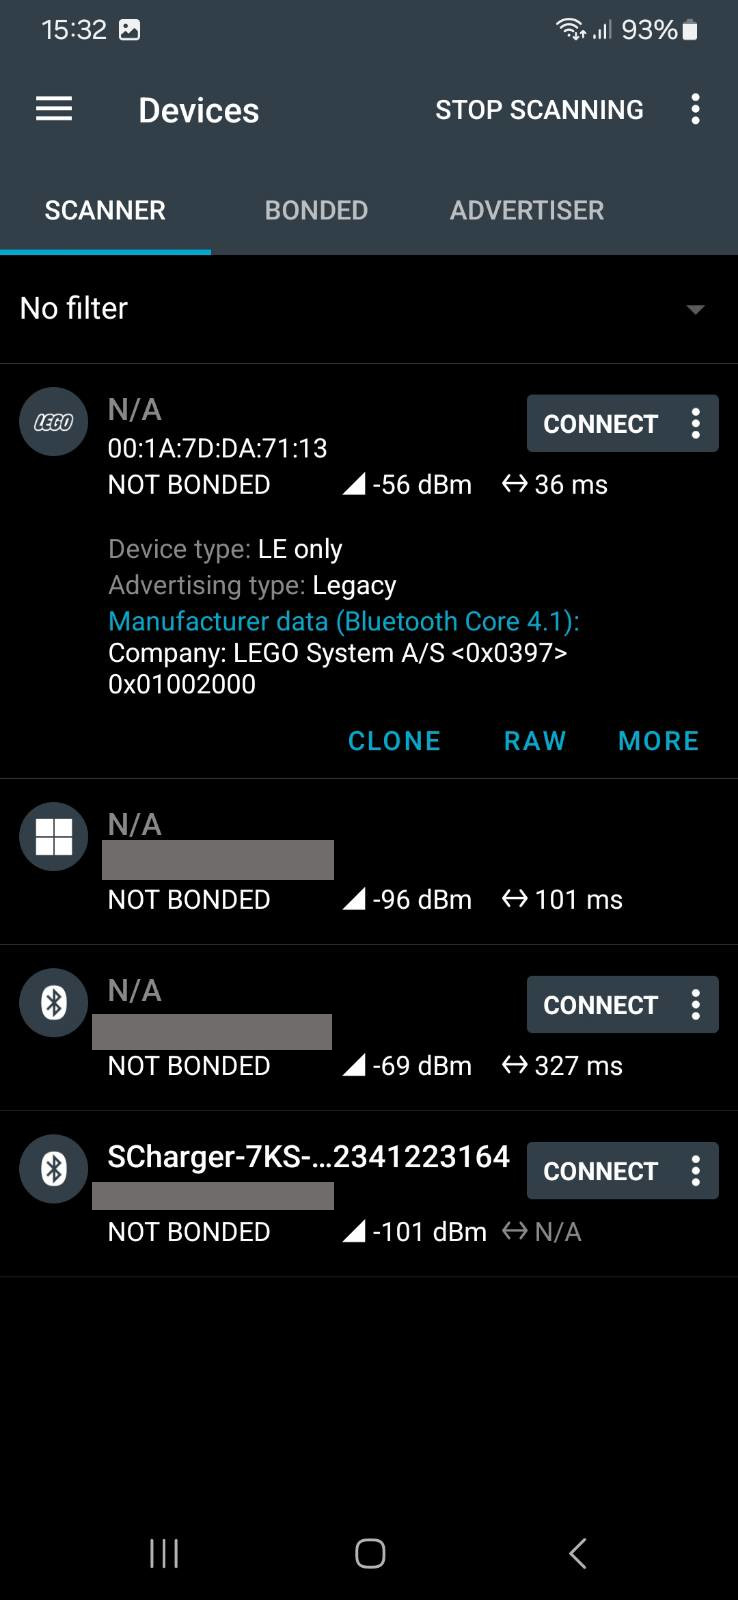 15:32 93%
Devices STOP SCANNING
SCANNER BONDED ADVERTISER
No filter
LEGO
N/A
CONNECT
00:1A:7D:DA:71:13
NOT BONDED -56 dBm 36 ms
Device type: LE only
Advertising type: Legacy
Manufacturer data (Bluetooth Core 4.1):
Company: LEGO System A/S <0x0397>
0x01002000
CLONE RAW MORE
N/A
NOT BONDED -96 dBm 101 ms
N/A
CONNECT
NOT BONDED -69 dBm 327 ms
SCharger-7KS-...2341223164 CONNECT
NOT BONDED -101 dBm N/A